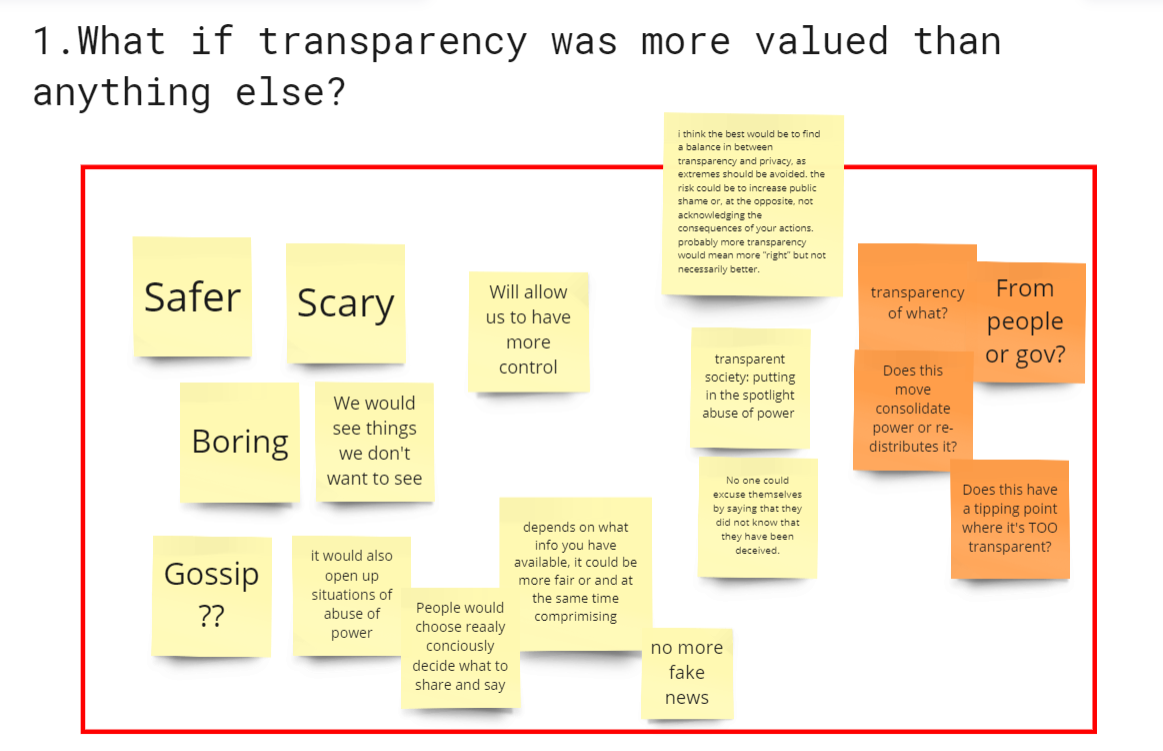 1.What if transparency was more valued than
anything else?
i think the best would be to find
a balance in between
transparency and privacy, as
extremes should be avoided. the
risk could be to increase public
shame or, at the opposite, not
acknowledging the
consequences of your actions.
probably more transparency
would mean more "right" but not
necessarily better.
Safer
Scary
Will allow
us to have
more
control
transparency
of what?
From
people
or gov?
transparent
society: putting
in the spotlight
abuse of power
Does this
move
consolidate
power or re-
distributes it?
Boring
We would
see things
we don't
want to see
No one could
excuse themselves
by saying that they
did not know that
they have been
deceived.
Does this have
a tipping point
where it's TOO
transparent?
Gossip
??
it would also
open up
situations of
abuse of
power
People would
choose reaaly
conciously
decide what to
share and say
depends on what
info you have
available, it could be
more fair or and at
the same time
comprimising
no more
fake
news